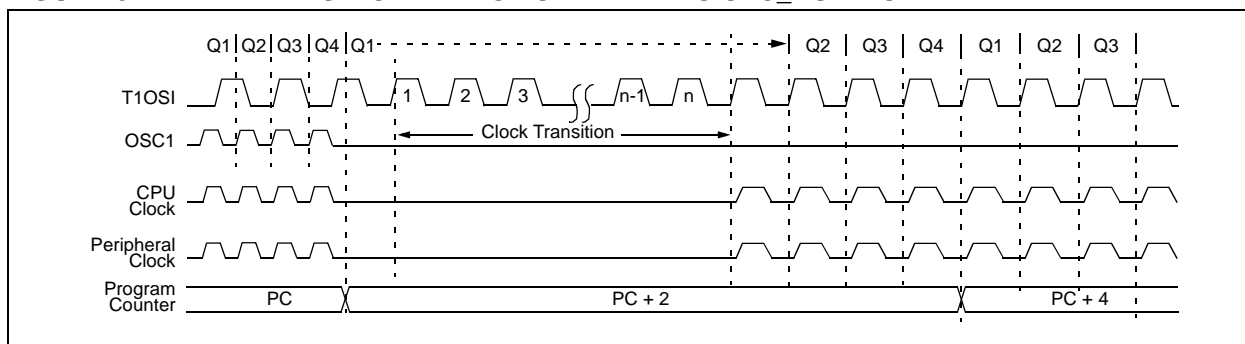 Q1 Q2 Q3 Q4 Q1 Q2 Q3 Q4 Q1 Q2 Q3
T1OSI
1 2 3 n-1 n
Clock Transition
OSC1
CPU
Clock
Peripheral
Clock
Program
Counter
PC PC + 2 PC + 4